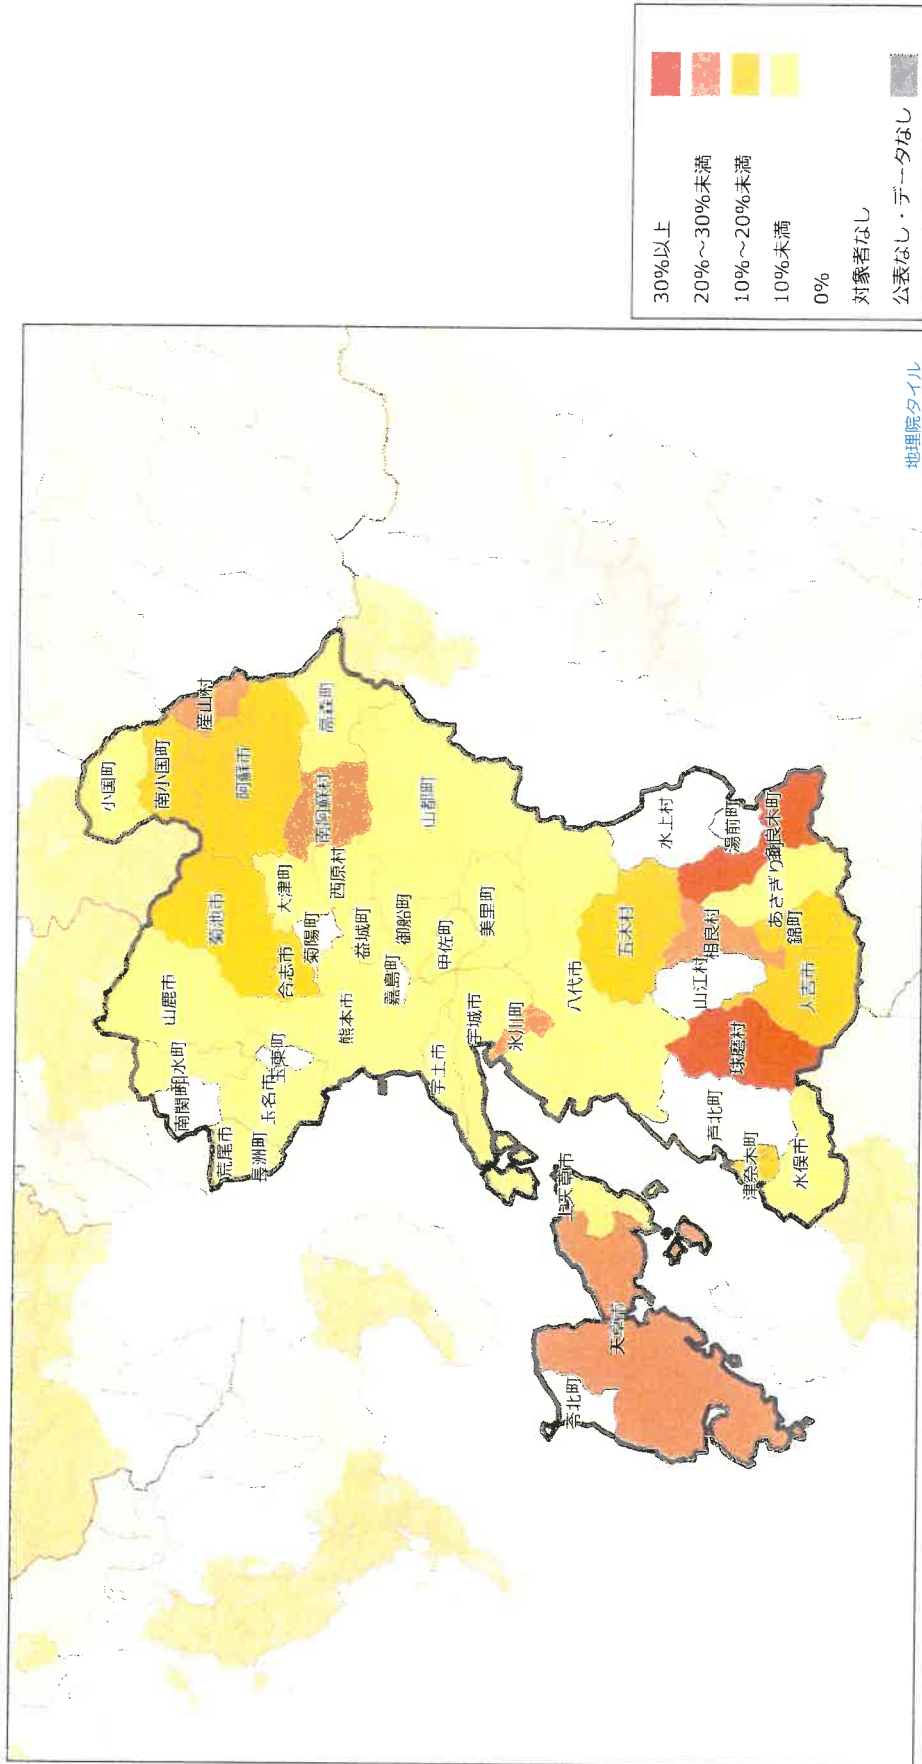 小国町
南小国町
産山村
阿蘇市
菊池市
高森町
南阿蘇村
山都町
大津町
西原村
合志市
菊陽町
益城町
御船町
嘉島町
甲佐町
美里町
山鹿市
和水町
南関町
玉東町
玉名市
荒尾市
長洲町
熊本市
宇土市
宇城市
氷川町
八代市
五木村
水上村
湯前町
多良木町
あさぎり町
相良村
山江村
錦町
人吉市
球磨村
芦北町
津奈木町
水俣市
上天草市
天草市
苓北町
30%以上
20%~30%未満
10%~20%未満
10%未満
0%
対象者なし
公表なし・データなし
地理院タイル